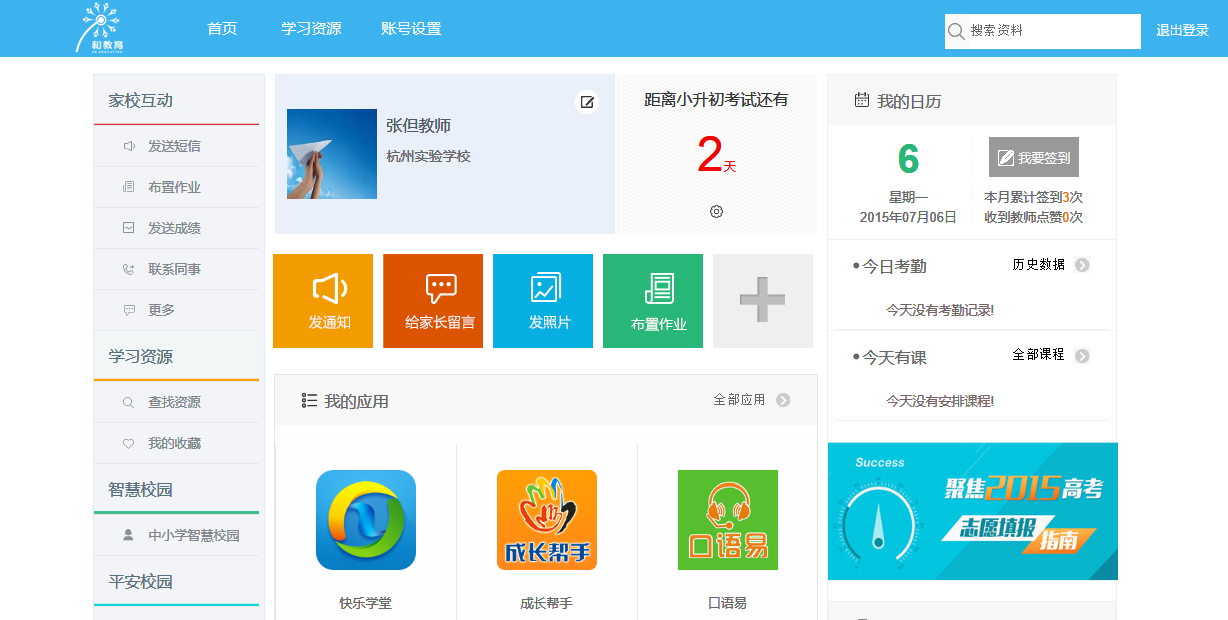 和教育
首页
学习资源
账号设置
搜索资料
退出登录
家校互动
发送短信
布置作业
发送成绩
联系同事
更多
学习资源
查找资源
我的收藏
智慧校园
中小学智慧校园
平安校园
张但教师
杭州实验学校
距离小升初考试还有
2天
发通知
给家长留言
发照片
布置作业
我的应用
全部应用
成长帮手
口语易
快乐学堂
成长帮手
口语易
我的日历
6
星期一
2015年07月06日
我要签到
本月累计签到3次
收到教师点赞0次
今日考勤
历史数据
今天没有考勤记录!
今天有课
全部课程
今天没有安排课程!
Success
聚焦2015高考
志愿填报
指南